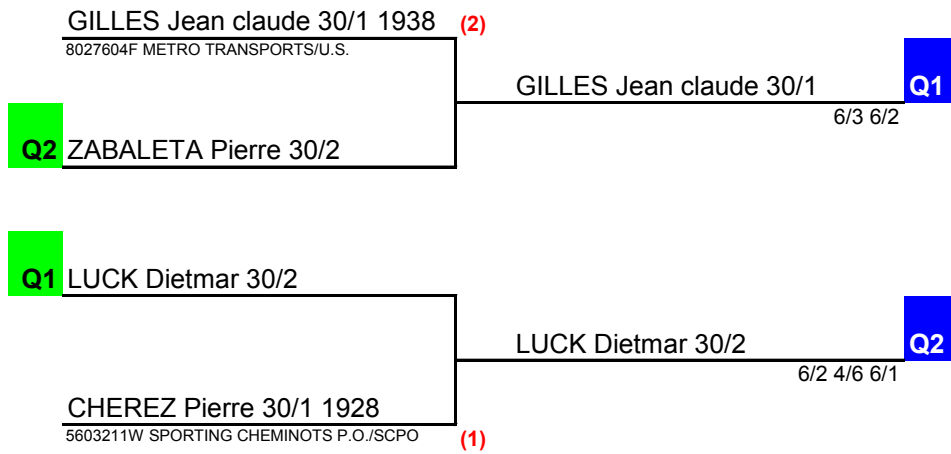 GILLES Jean claude 30/1 1938 (2)
8027604F METRO TRANSPORTS/U.S.
GILLES Jean claude 30/1 Q1
6/3 6/2
Q2 ZABALETA Pierre 30/2
Q1 LUCK Dietmar 30/2
LUCK Dietmar 30/2 Q2
6/2 4/6 6/1
CHEREZ Pierre 30/1 1928
5603211W SPORTING CHEMINOTS P.O./SCPO (1)